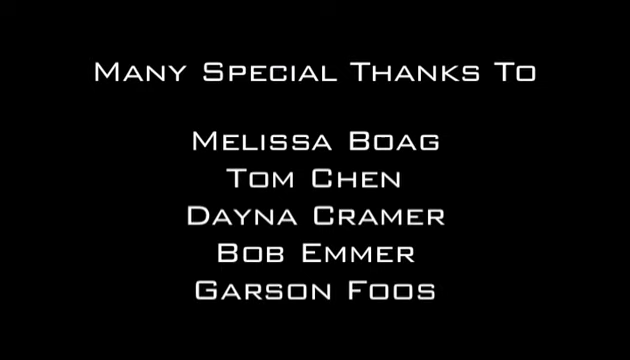 Many Special Thanks To
Melissa Boag
Tom Chen
Dayna Cramer
Bob Emmer
Garson Foos